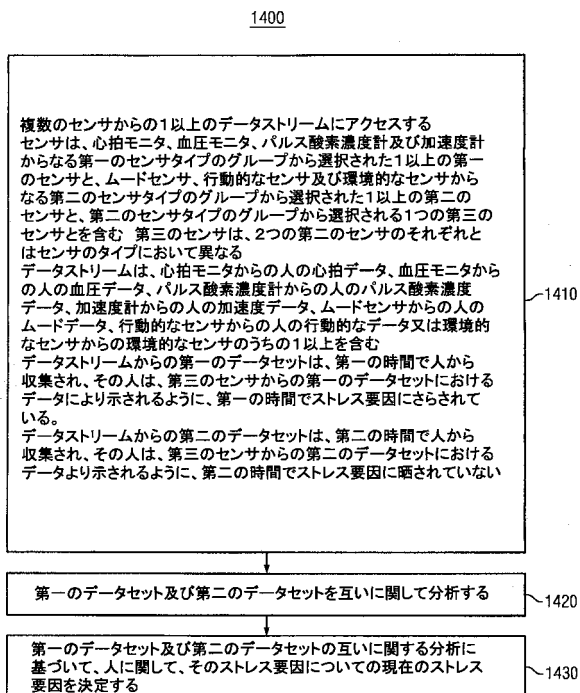 1400
複数のセンサからの1以上のデータストリームにアクセスする
センサは、心拍モニタ、血圧モニタ、パルス酸素濃度計及び加速度計
からなる第一のセンサタイプのグループから選択された1以上の第一
のセンサと、ムードセンサ、行動的なセンサ及び環境的なセンサから
なる第二のセンサタイプのグループから選択された1以上の第二の
センサと、第二のセンサタイプのグループから選択される1つの第三の
センサとを含む 第三のセンサは、2つの第二のセンサのそれぞれと
はセンサのタイプにおいて異なる
データストリームは、心拍モニタからの人の心拍データ、血圧モニタから
の人の血圧データ、パルス酸素濃度計からの人のパルス酸素濃度
データ、加速度計からの人の加速度データ、ムードセンサからの人の
ムードデータ、行動的なセンサからの人の行動的なデータ又は環境的
なセンサからの環境的なセンサのうちの1以上を含む
データストリームからの第一のデータセットは、第一の時間で人から
収集され、その人は、第三のセンサからの第一のデータセットにおける
データにより示されるように、第一の時間でストレス要因にさらされて
いる。
データストリームからの第二のデータセットは、第二の時間で人から
収集され、その人は、第三のセンサからの第二のデータセットにおける
データより示されるように、第二の時間でストレス要因に晒されていない
1410
第一のデータセット及び第二のデータセットを互いに関して分析する
1420
第一のデータセット及び第二のデータセットの互いに関する分析に
基づいて、人に関して、そのストレス要因についての現在のストレス
要因を決定する
1430